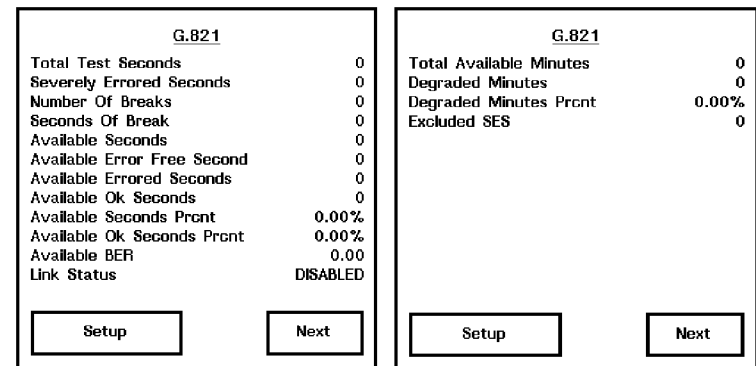 G.821
Total Test Seconds 0
Severely Errored Seconds 0
Number Of Breaks 0
Seconds Of Break 0
Available Seconds 0
Available Error Free Second 0
Available Errored Seconds 0
Available Ok Seconds 0
Available Seconds Prcnt 0.00%
Available Ok Seconds Prcnt 0.00%
Available BER 0.00
Link Status DISABLED
Setup Next
G.821
Total Available Minutes 0
Degraded Minutes 0
Degraded Minutes Prcnt 0.00%
Excluded SES 0
Setup Next